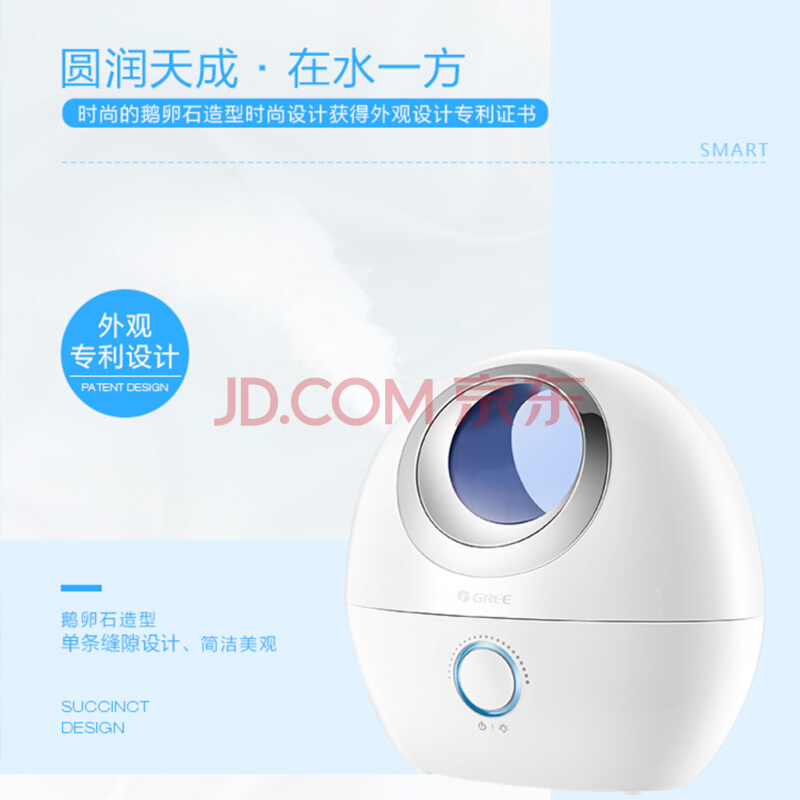 圆润天成·在水一方
时尚的鹅卵石造型时尚设计获得外观设计专利证书
SMART
外观
专利设计
PATENT DESIGN
JD.COM 京东
GREE
鹅卵石造型
单条缝隙设计、简洁美观
SUCCINCT
DESIGN